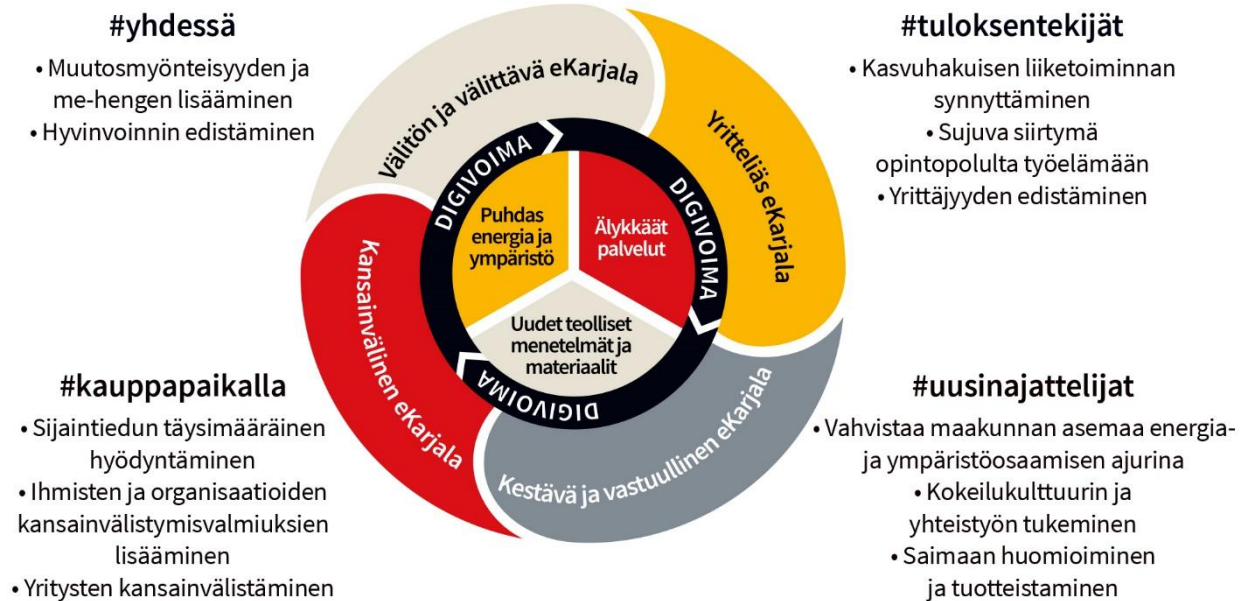 #yhdessä
• Muutosmyönteisyyden ja
me-hengen lisääminen
• Hyvinvoinnin edistäminen
#tuloksentekijät
• Kasvuhakuisen liiketoiminnan
synnyttäminen
• Sujuva siirtymä
opintopolulta työelämään
• Yrittäjyyden edistäminen
Välitön ja välittävä eKarjala
Yritteliäs eKarjala
Kestävä ja vastuullinen eKarjala
Kansainvälinen eKarjala
DIGIVOIMA
DIGIVOIMA
DIGIVOIMA
Puhdas
energia ja
ympäristö
Älykkäät
palvelut
Uudet teolliset
menetelmät ja
materiaalit
#kauppapaikalla
• Sijaintiedun täysimääräinen
hyödyntäminen
• Ihmisten ja organisaatioiden
kansainvälistymisvalmiuksien
lisääminen
• Yritysten kansainvälistäminen
#uusinajattelijat
• Vahvistaa maakunnan asemaa energia-
ja ympäristöosaamisen ajurina
• Kokeilukulttuurin ja
yhteistyön tukeminen
• Saimaan huomioiminen
ja tuotteistaminen